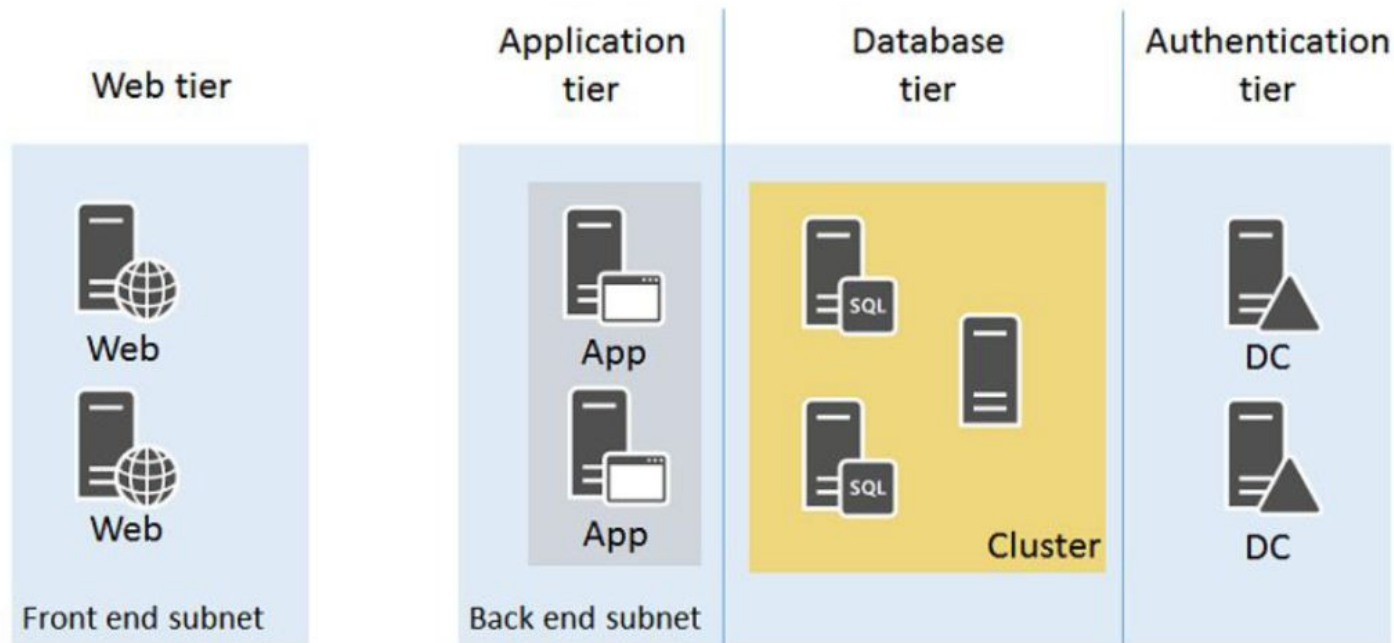 Web tier
Application
tier
Database
tier
Authentication
tier
Web
Web
Front end subnet
App
App
Back end subnet
SQL
SQL
Cluster
DC
DC